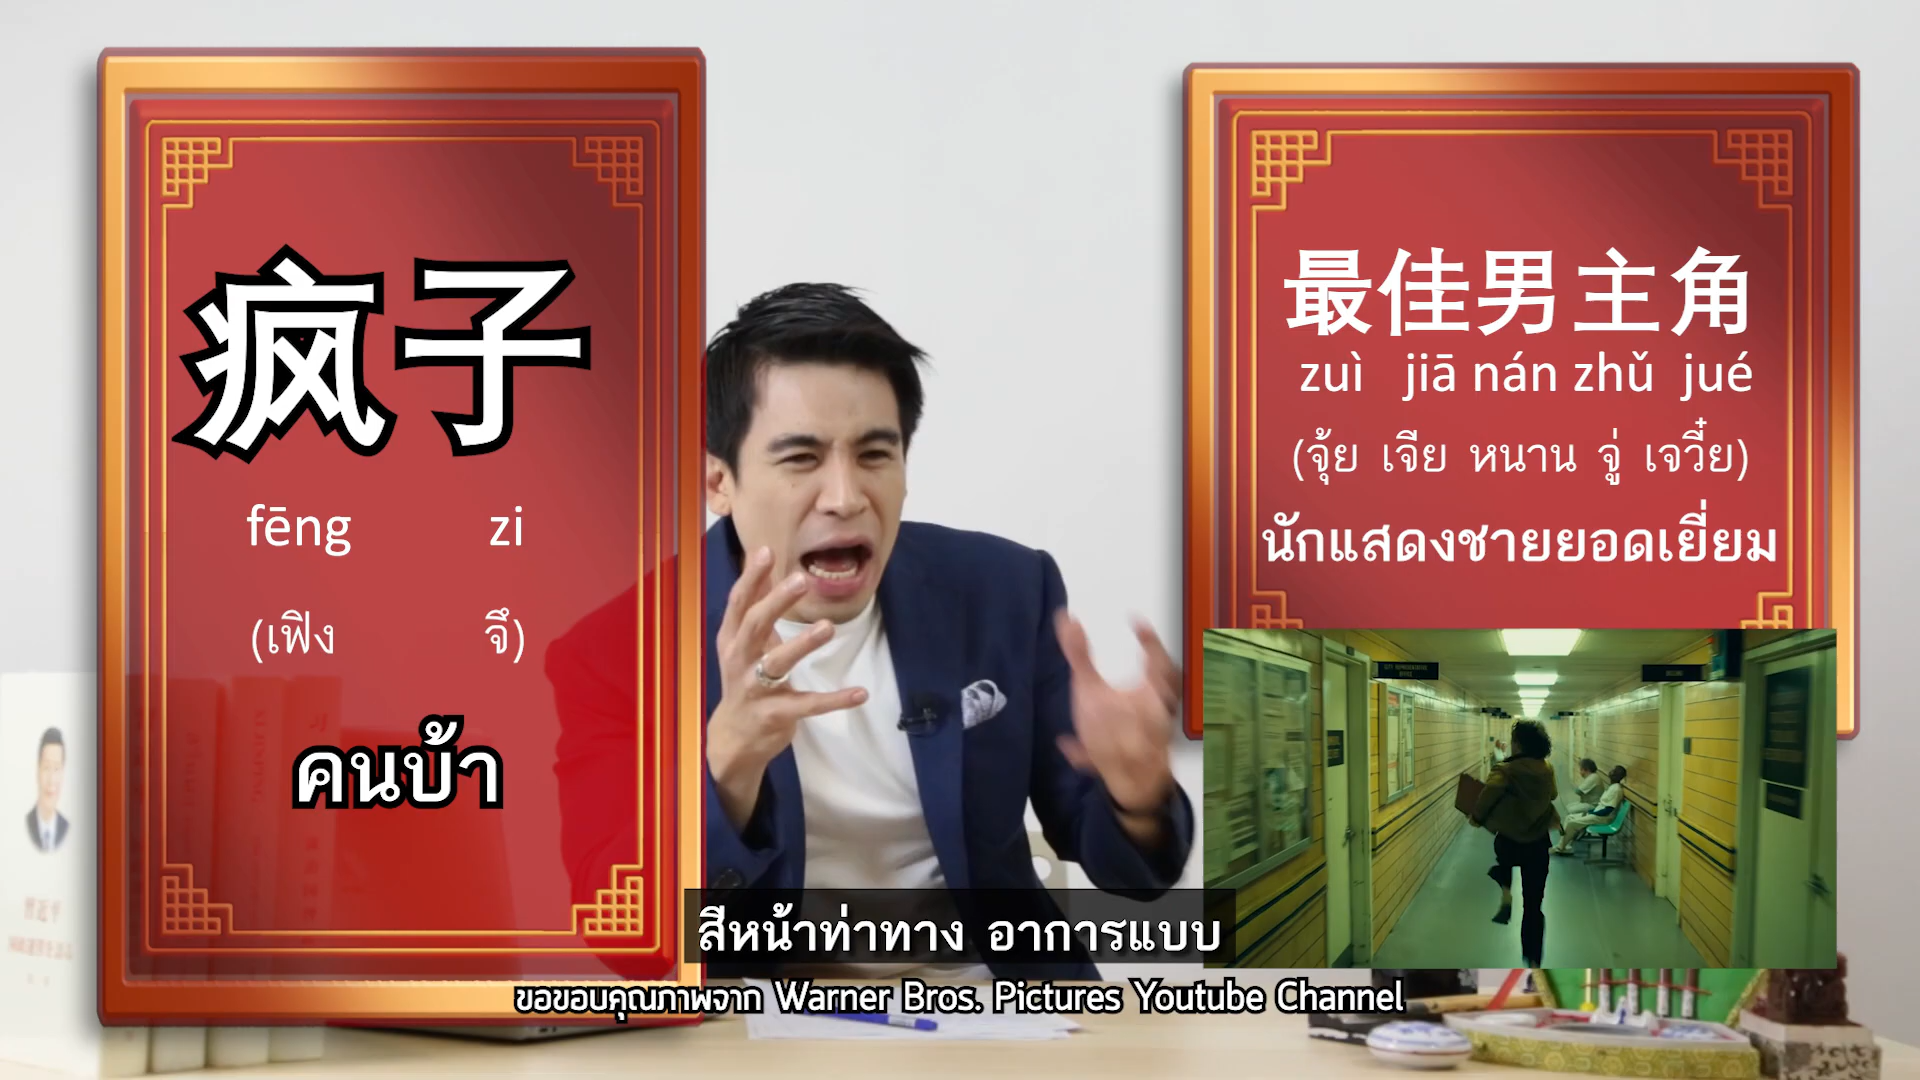 疯子
fēng zi
(เฟิง จึ)
คนบ้า
最佳男主角
zuì jiā nán zhǔ jué
(จุ้ย เจีย หนาน จู่ เจวี๋ย)
นักแสดงชายยอดเยี่ยม
สีหน้าท่าทาง อาการแบบ
ขอขอบคุณภาพจาก Warner Bros. Pictures Youtube Channel